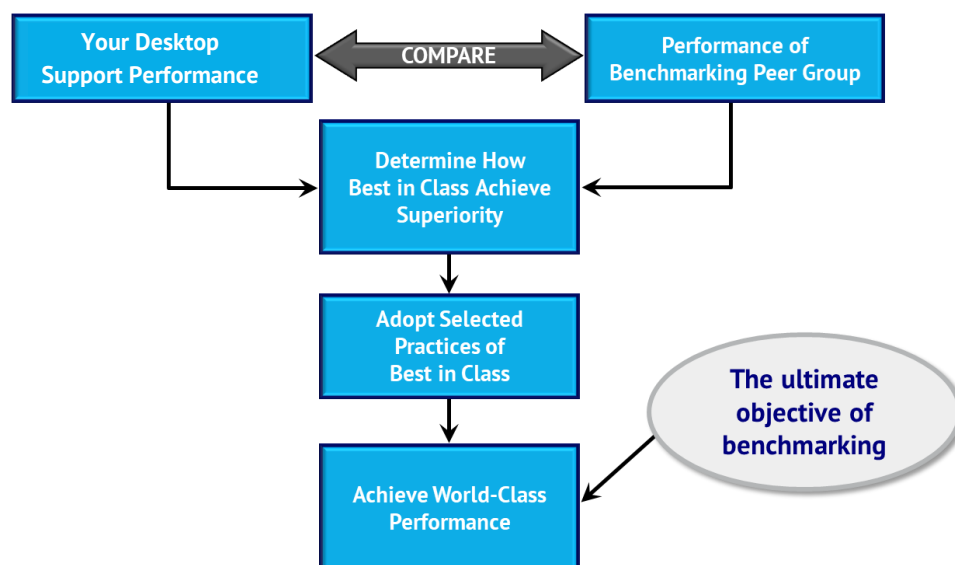 Your Desktop
Support Performance
COMPARE
Performance of
Benchmarking Peer Group
Determine How
Best in Class Achieve
Superiority
Adopt Selected
Practices of
Best in Class
The ultimate
objective of
benchmarking
Achieve World-Class
Performance